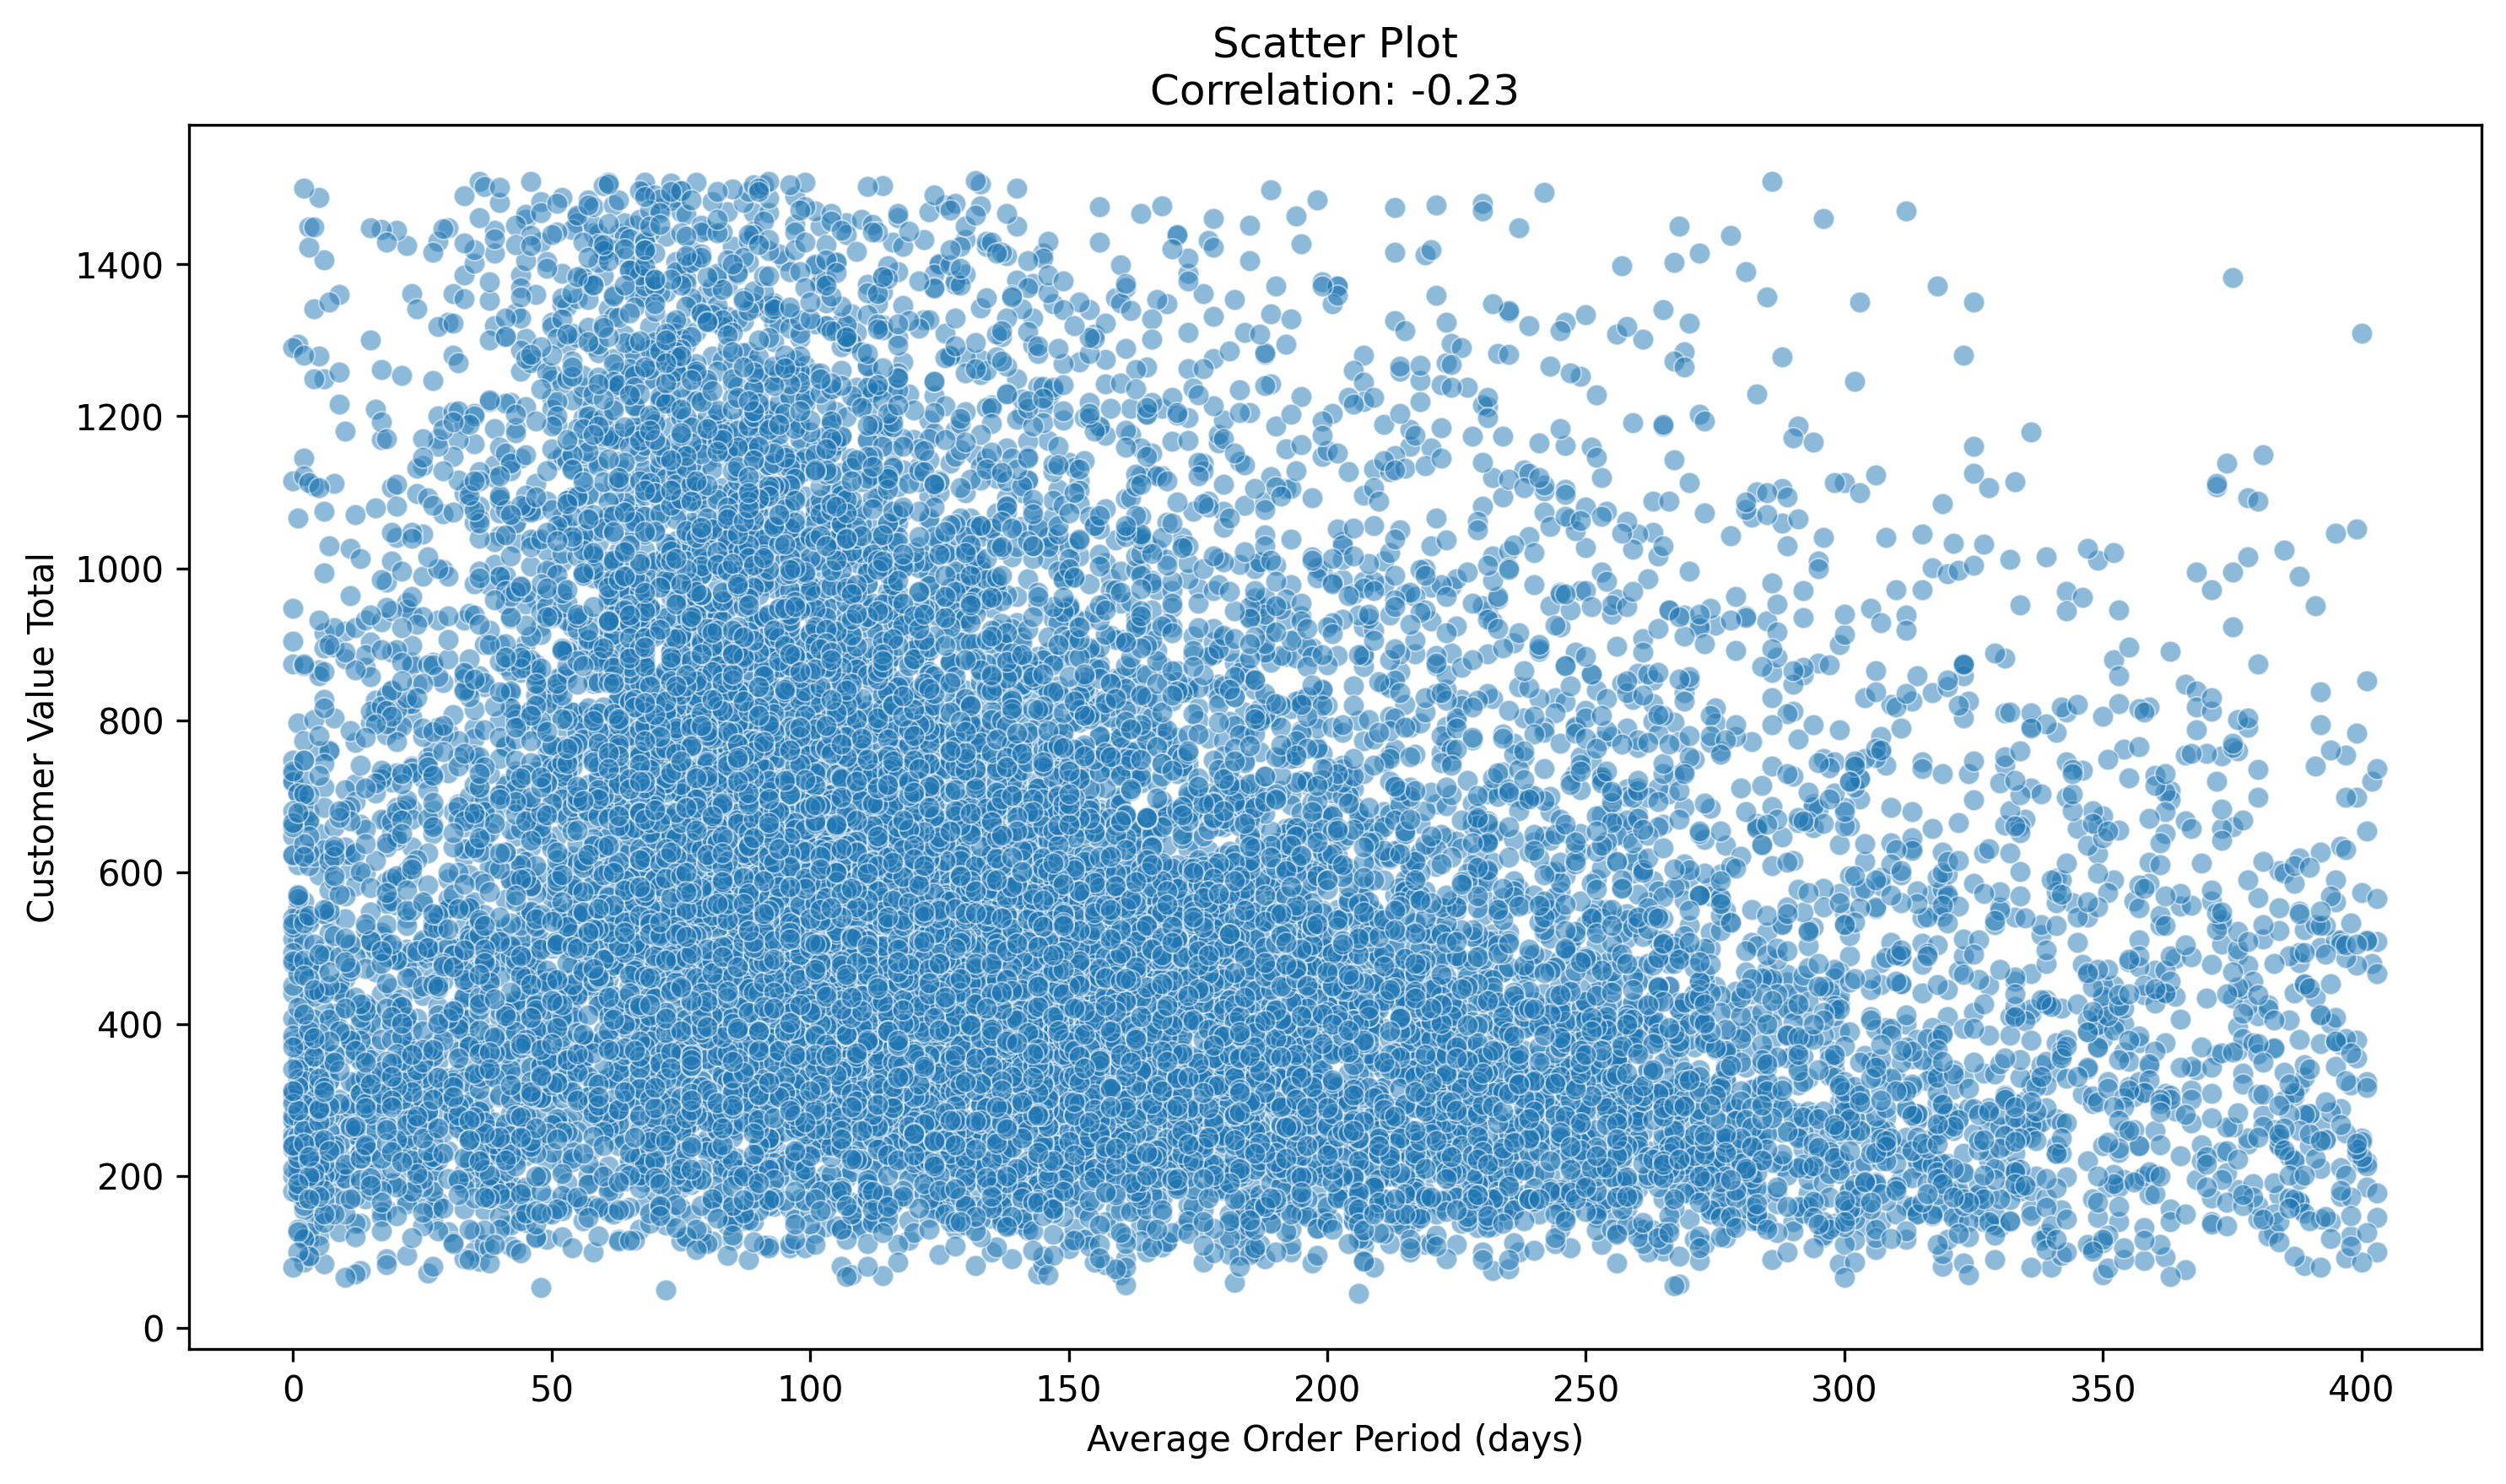 Scatter Plot
Correlation: -0.23
Customer Value Total
1400
1200
1000
800
600
400
200
0
0 50 100 150 200 250 300 350 400
Average Order Period (days)